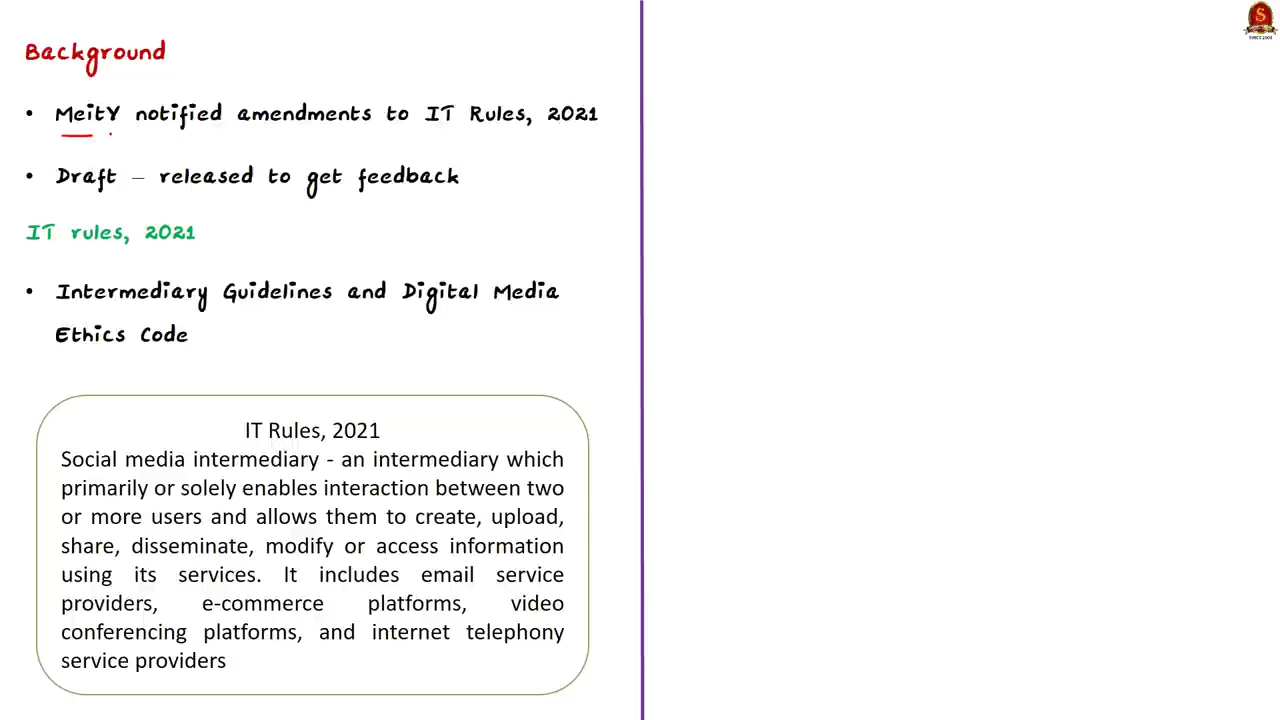 Background
• MeitY notified amendments to IT Rules, 2021
• Draft – released to get feedback
IT rules, 2021
• Intermediary Guidelines and Digital Media
Ethics Code
IT Rules, 2021
Social media intermediary - an intermediary which
primarily or solely enables interaction between two
or more users and allows them to create, upload,
share, disseminate, modify or access information
using its services. It includes email service
providers, e-commerce platforms, video
conferencing platforms, and internet telephony
service providers
S